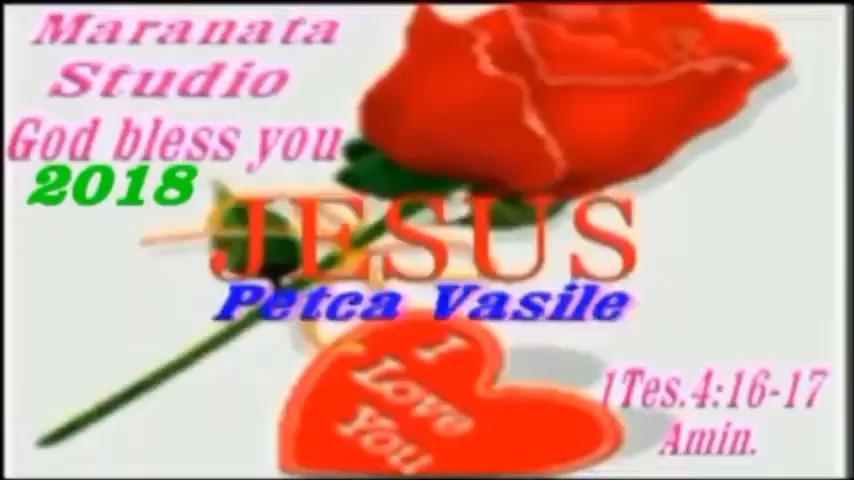 Maranata
Studio
God bless you
2018
JESUS
Petca Vasile
I
Love
You
1Tes.4:16-17
Amin.